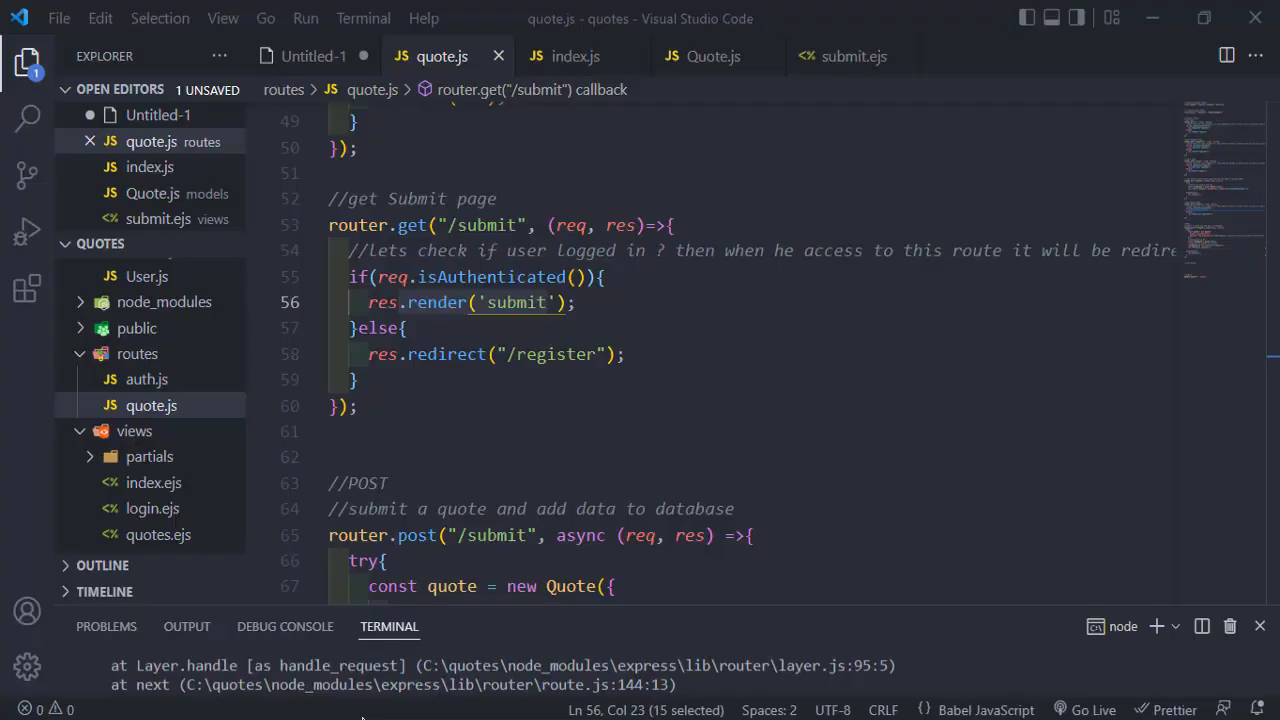 File Edit Selection View Go Run Terminal Help quote.js - quotes - Visual Studio Code
EXPLORER
Untitled-1
JS quote.js
JS index.js
JS Quote.js
<%> submit.ejs
1
OPEN EDITORS 1 UNSAVED
Untitled-1
JS quote.js routes
JS index.js
JS Quote.js models
<%> submit.ejs views
QUOTES
JS User.js
node_modules
public
routes
JS auth.js
JS quote.js
views
partials
<%> index.ejs
<%> login.ejs
<%> quotes.ejs
OUTLINE
TIMELINE
routes > JS quote.js > router.get("/submit") callback
49 }
50 });
51
52 //get Submit page
53 router.get("/submit", (req, res)=>{
54 //lets check if user logged in ? then when he access to this route it will be redire
55 if(req.isAuthenticated()){
56 res.render('submit');
57 }else{
58 res.redirect("/register");
59 }
60 });
61
62
63 //POST
64 //submit a quote and add data to database
65 router.post("/submit", async (req, res) =>{
66 try{
67 const quote = new Quote({
PROBLEMS OUTPUT DEBUG CONSOLE TERMINAL
node
at Layer.handle [as handle_request] (C:\quotes\node_modules\express\lib\router\layer.js:95:5)
at next (C:\quotes\node_modules\express\lib\router\route.js:144:13)
0 0 Ln 56, Col 23 (15 selected) Spaces: 2 UTF-8 CRLF {} Babel JavaScript Go Live Prettier